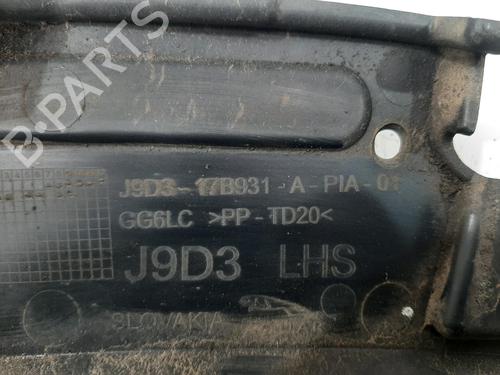 B-PARTS
J9D3-17B931-A-PIA-01
GG6LC >PP-TD20<
J9D3 LHS
SLOVAKIA